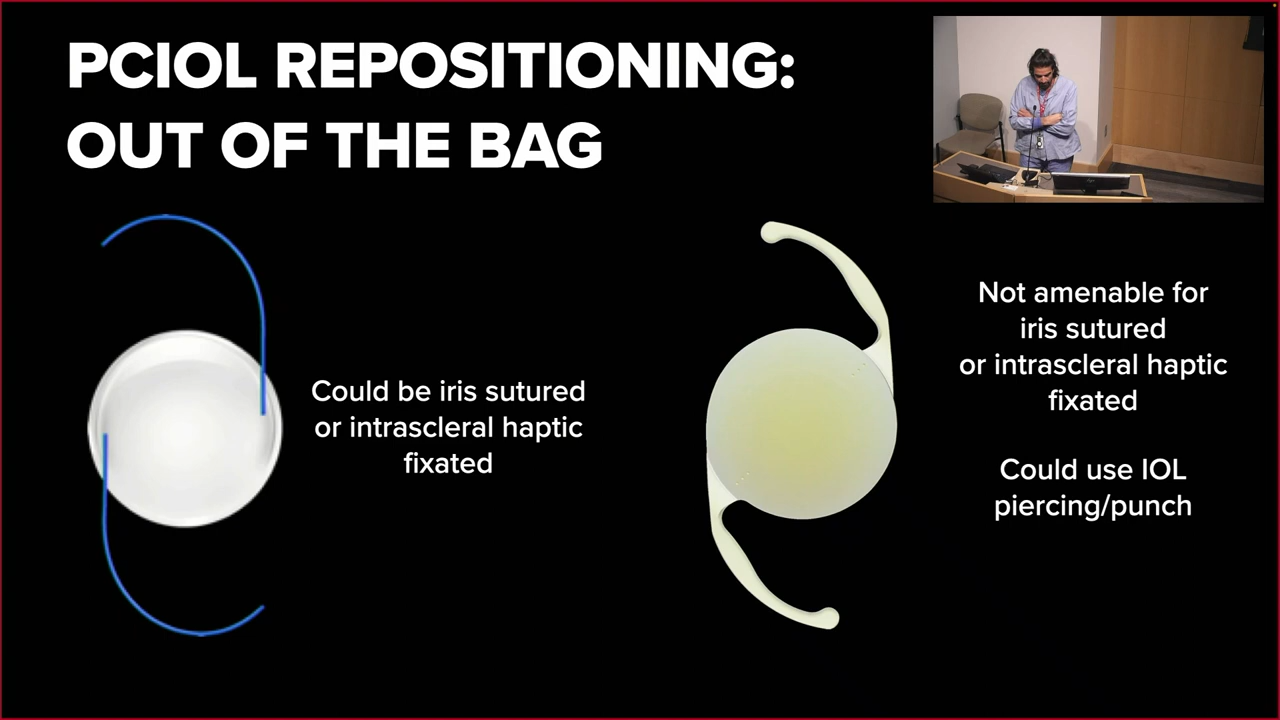 PCIOL REPOSITIONING:
OUT OF THE BAG
Could be iris sutured
or intrascleral haptic
fixated
Not amenable for
iris sutured
or intrascleral haptic
fixated
Could use IOL
piercing/punch